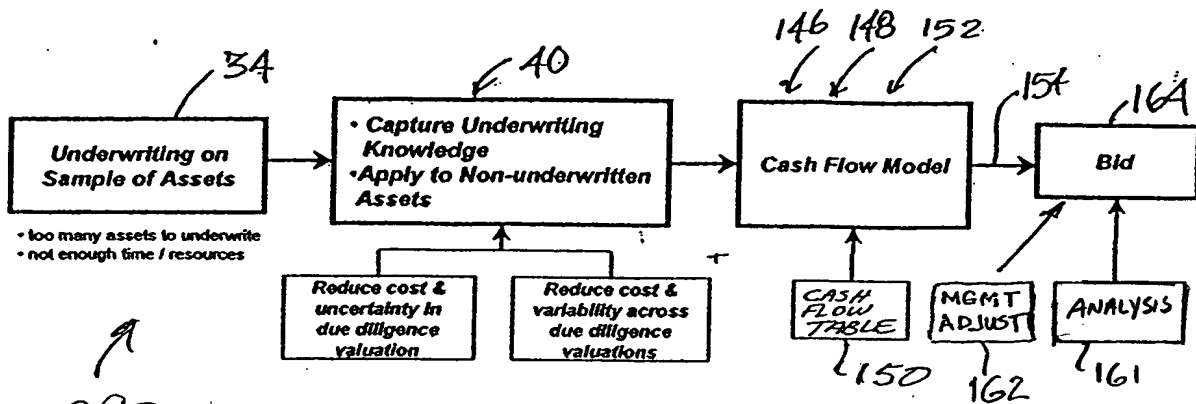 146 148 152
34
40
154
164
Underwriting on
Sample of Assets
• Capture Underwriting
Knowledge
• Apply to Non-underwritten
Assets
Cash Flow Model
Bid
• too many assets to underwrite
• not enough time / resources
Reduce cost &
uncertainty in
due diligence
valuation
Reduce cost &
variability across
due diligence
valuations
CASH
FLOW
TABLE
MGMT
ADJUST
ANALYSIS
150
162
161